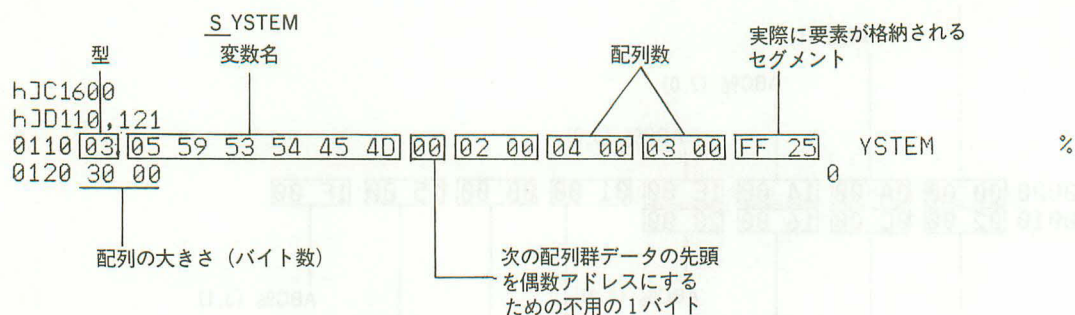 S YSTEM
型
変数名
配列数
実際に要素が格納される
セグメント
h]C1600
h]D110,121
0110 03 05 59 53 54 45 4D 00 02 00 04 00 03 00 FF 25 YSTEM %
0120 30 00 0
配列の大きさ（バイト数）
次の配列群データの先頭
を偶数アドレスにする
ための不用の1バイト